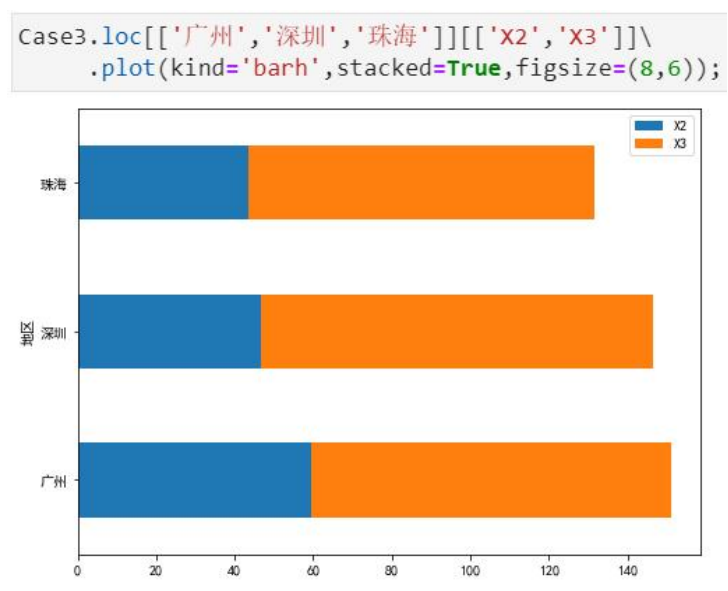 Case3.loc[['广州','深圳','珠海']][['X2','X3']]\
.plot(kind='barh',stacked=True,figsize=(8,6));
X2
X3
珠海
地区
深圳
广州
0 20 40 60 80 100 120 140